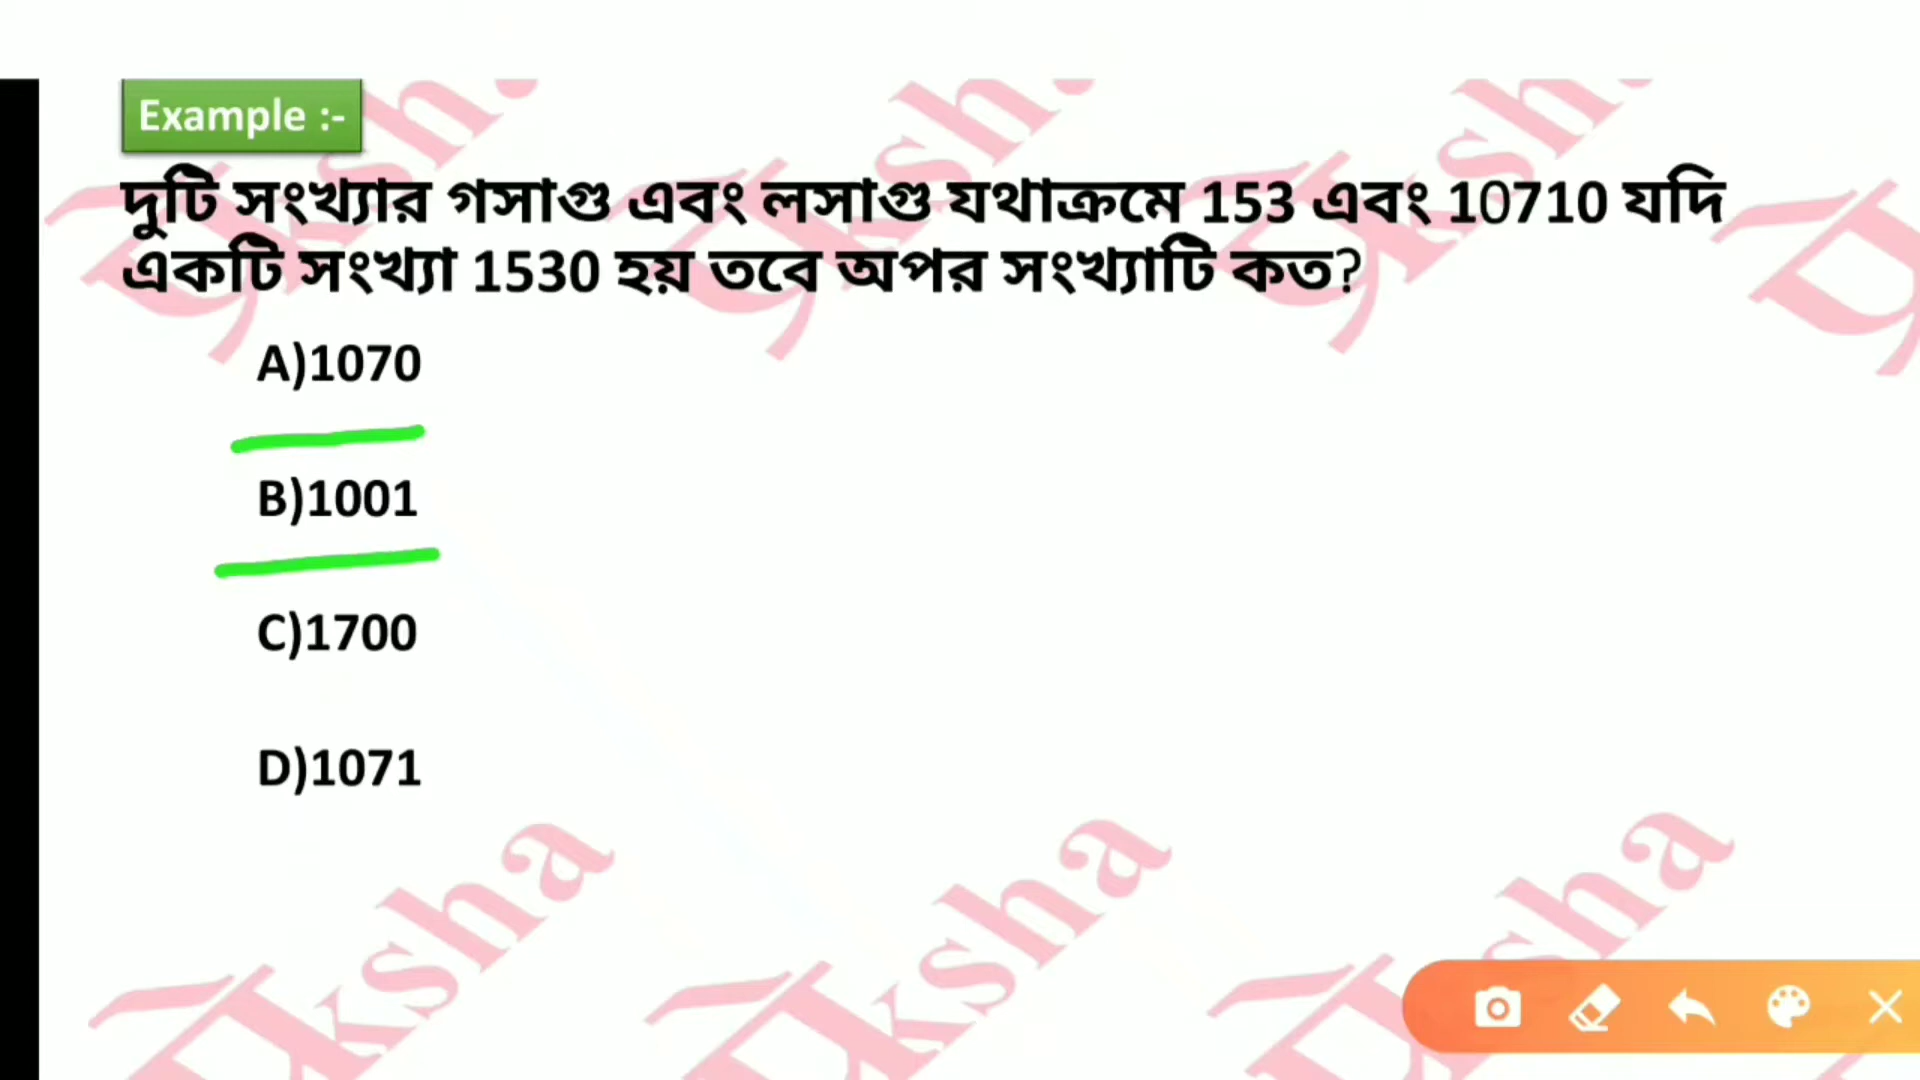 Example :-
দুটি সংখ্যার গসাগু এবং লসাগু যথাক্রমে 153 এবং 10710 যদি
একটি সংখ্যা 1530 হয় তবে অপর সংখ্যাটি কত?
A)1070
B)1001
C)1700
D)1071